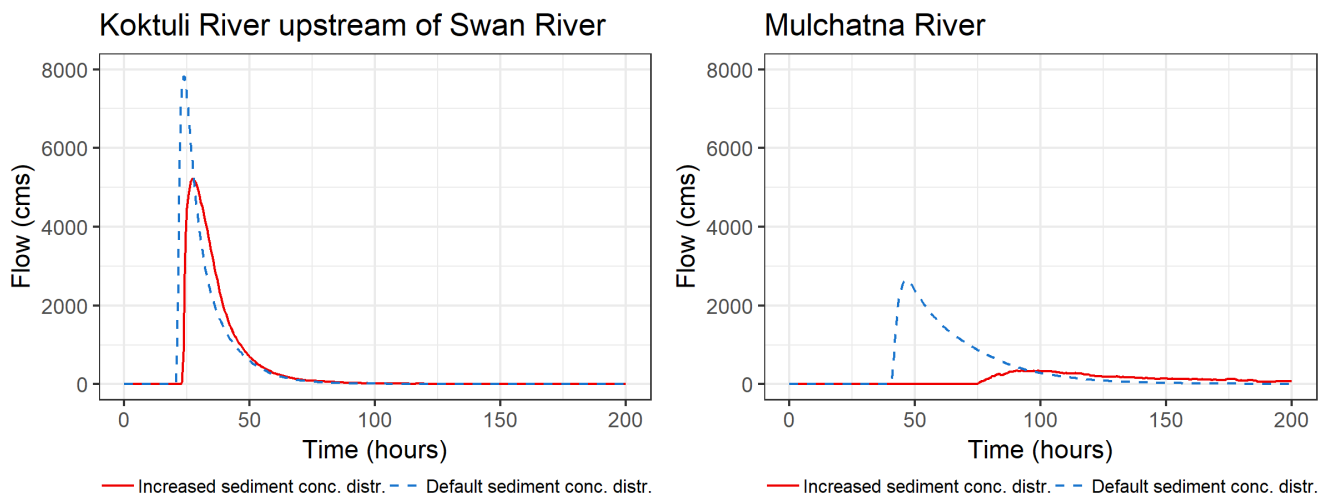 Koktuli River upstream of Swan River
8000
6000
4000
2000
0
Flow (cms)
0 50 100 150 200
Time (hours)
Increased sediment conc. distr. Default sediment conc. distr.
Mulchatna River
8000
6000
4000
2000
0
Flow (cms)
0 50 100 150 200
Time (hours)
Increased sediment conc. distr. Default sediment conc. distr.